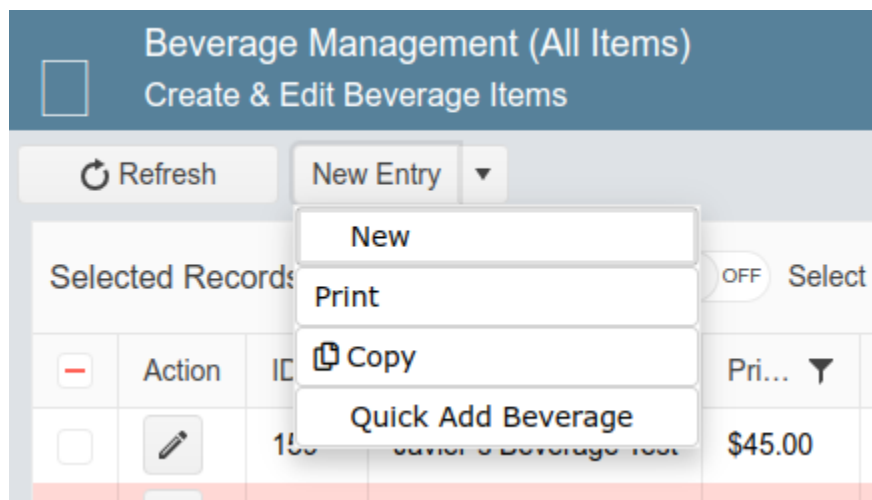 Beverage Management (All Items)
Create & Edit Beverage Items
Refresh New Entry
New
Selected Records OFF Select
Print
Copy
Action Pri...
Quick Add Beverage
$45.00